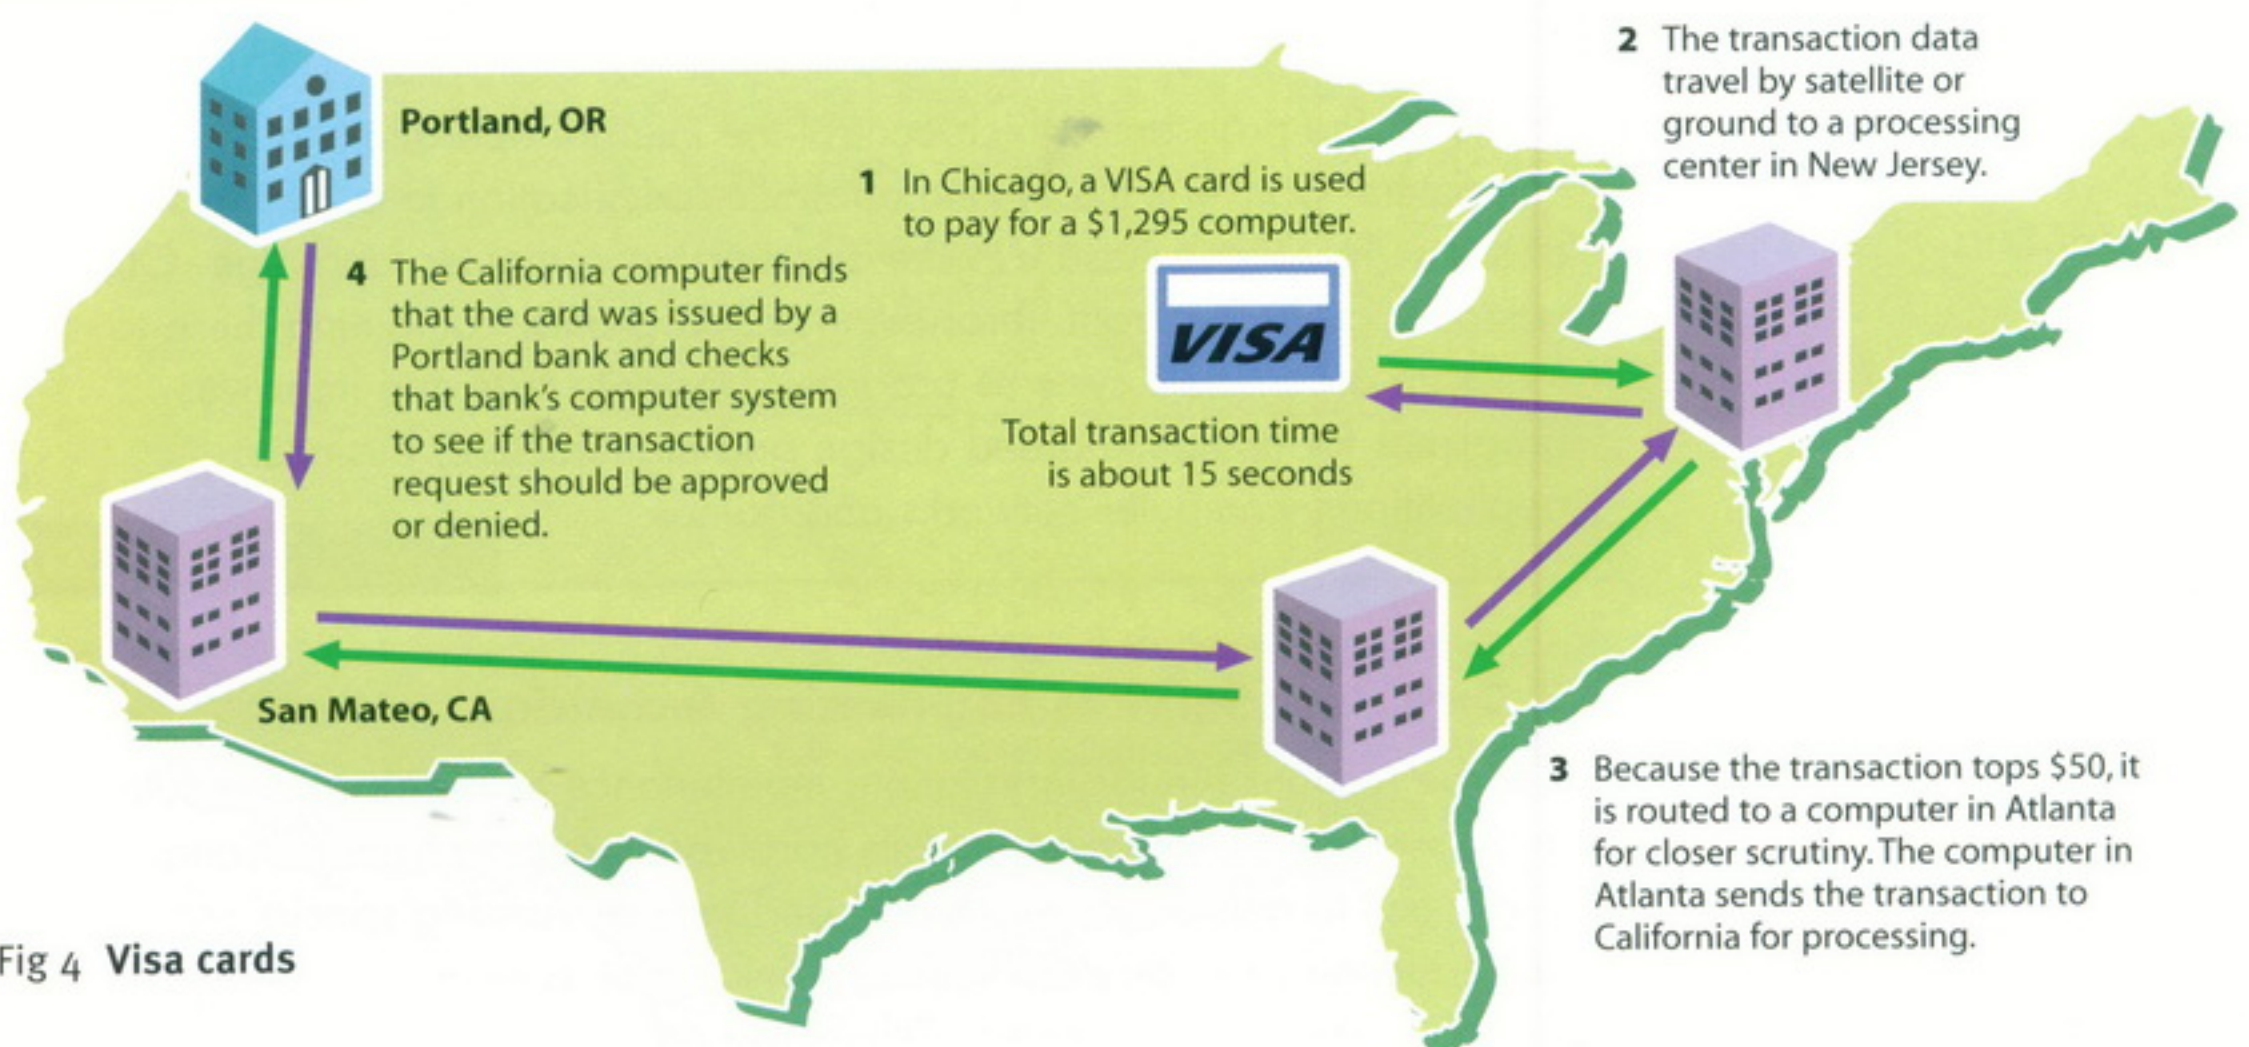 Portland, OR
1 In Chicago, a VISA card is used
to pay for a $1,295 computer.
VISA
Total transaction time
is about 15 seconds
2 The transaction data
travel by satellite or
ground to a processing
center in New Jersey.
3 Because the transaction tops $50, it
is routed to a computer in Atlanta
for closer scrutiny. The computer in
Atlanta sends the transaction to
California for processing.
4 The California computer finds
that the card was issued by a
Portland bank and checks
that bank's computer system
to see if the transaction
request should be approved
or denied.
San Mateo, CA
Fig 4 Visa cards